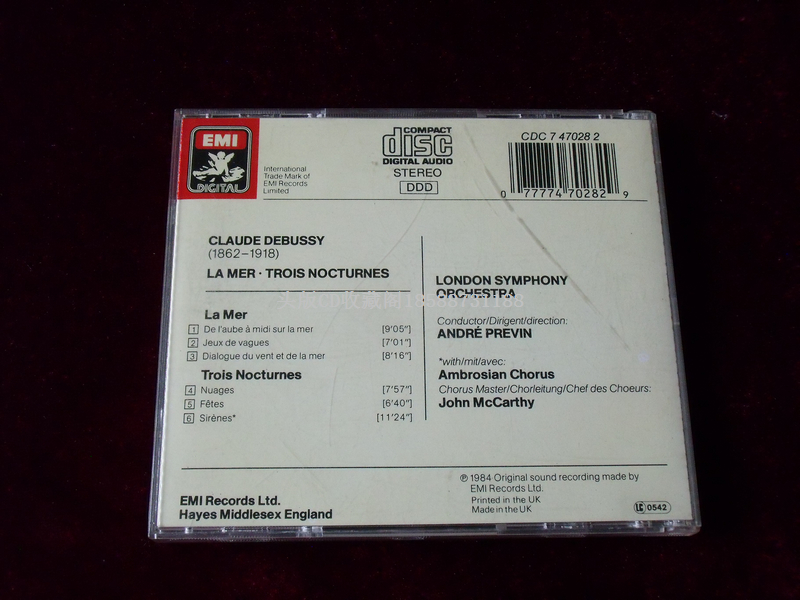 EMI
DIGITAL
International
Trade Mark of
EMI Records
Limited
COMPACT
disc
DIGITAL AUDIO
STEREO
DDD
CDC 7 47028 2
0 77774 70282 9
CLAUDE DEBUSSY
(1862–1918)
LA MER · TROIS NOCTURNES
La Mer
1 De l'aube à midi sur la mer [9'05"]
2 Jeux de vagues [7'01"]
3 Dialogue du vent et de la mer [8'16"]
Trois Nocturnes
4 Nuages [7'57"]
5 Fêtes [6'40"]
6 Sirènes* [11'24"]
LONDON SYMPHONY
ORCHESTRA
Conductor/Dirigent/direction:
ANDRÉ PREVIN
*with/mit/avec:
Ambrosian Chorus
Chorus Master/Chorleitung/Chef des Choeurs:
John McCarthy
℗ 1984 Original sound recording made by
EMI Records Ltd.
Printed in the UK
Made in the UK
LC 0542
EMI Records Ltd.
Hayes Middlesex England